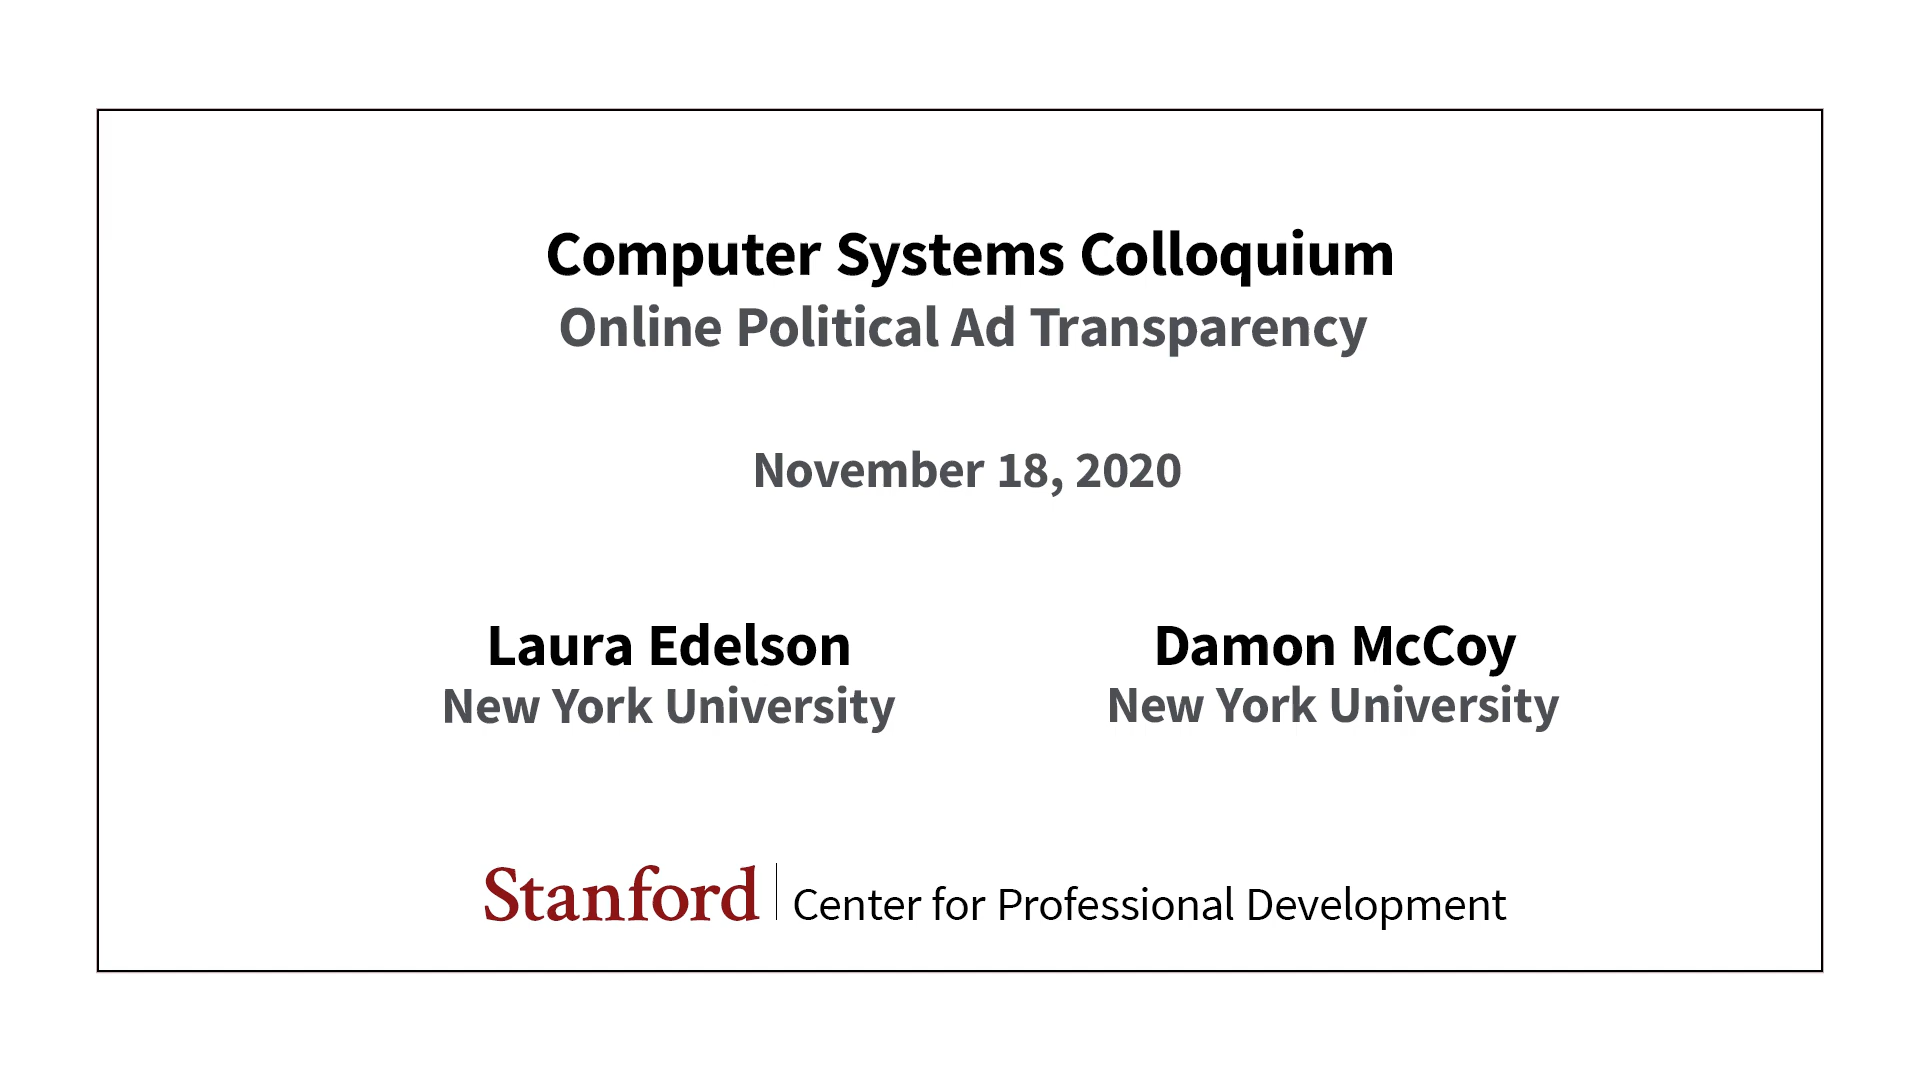 Computer Systems Colloquium
Online Political Ad Transparency
November 18, 2020
Laura Edelson
New York University
Damon McCoy
New York University
Stanford | Center for Professional Development